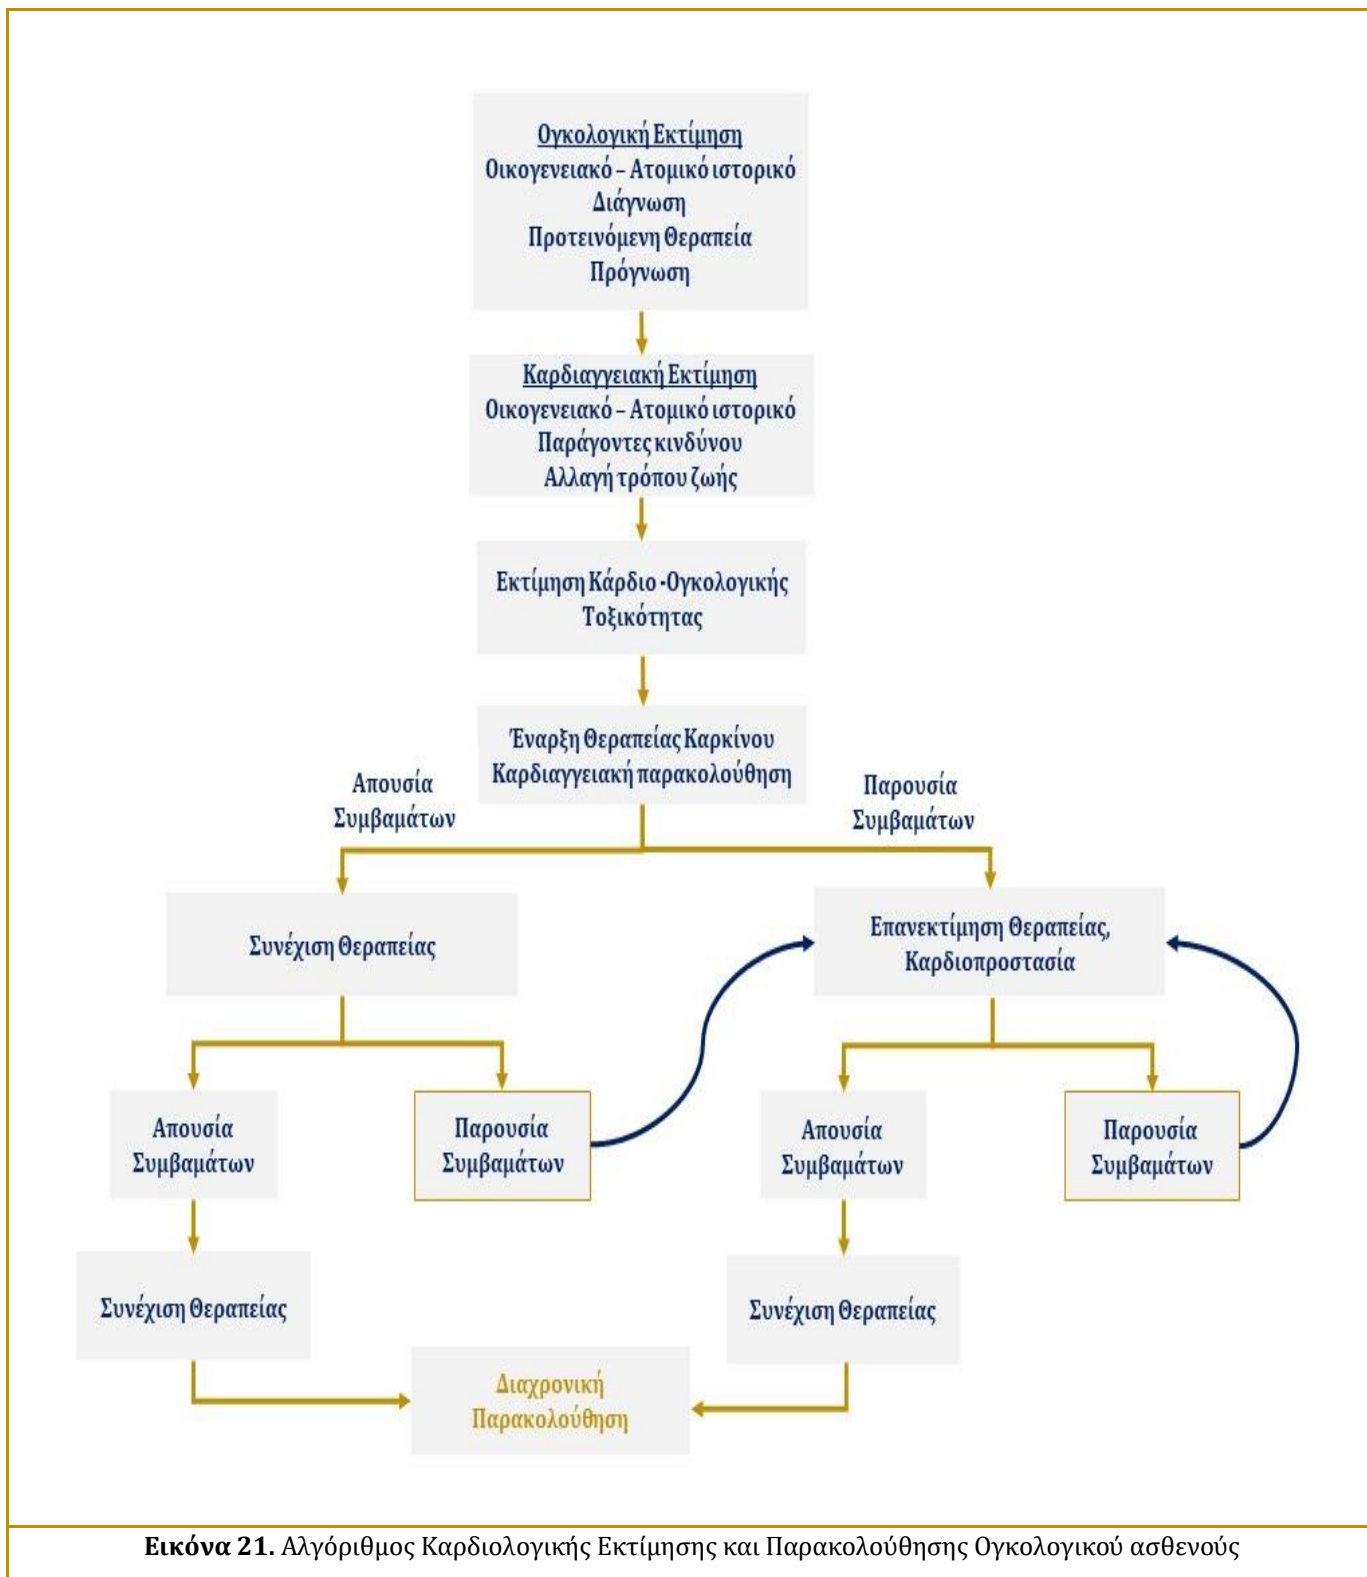 Ογκολογική Εκτίμηση
Οικογενειακό – Ατομικό ιστορικό
Διάγνωση
Προτεινόμενη Θεραπεία
Πρόγνωση
Καρδιαγγειακή Εκτίμηση
Οικογενειακό – Ατομικό ιστορικό
Παράγοντες κινδύνου
Αλλαγή τρόπου ζωής
Εκτίμηση Κάρδιο -Ογκολογικής
Τοξικότητας
Έναρξη Θεραπείας Καρκίνου
Καρδιαγγειακή παρακολούθηση
Απουσία
Συμβαμάτων
Παρουσία
Συμβαμάτων
Συνέχιση Θεραπείας
Επανεκτίμηση Θεραπείας,
Καρδιοπροστασία
Απουσία
Συμβαμάτων
Παρουσία
Συμβαμάτων
Απουσία
Συμβαμάτων
Παρουσία
Συμβαμάτων
Συνέχιση Θεραπείας
Συνέχιση Θεραπείας
Διαχρονική
Παρακολούθηση
Εικόνα 21. Αλγόριθμος Καρδιολογικής Εκτίμησης και Παρακολούθησης Ογκολογικού ασθενούς